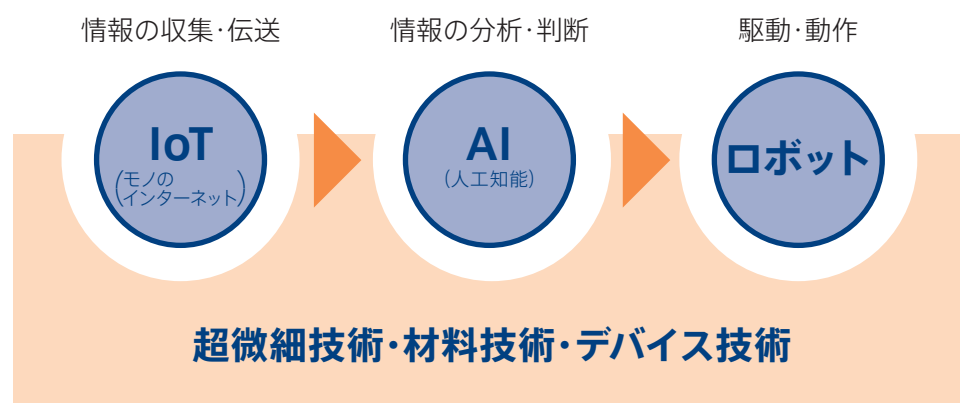 情報の収集・伝送
情報の分析・判断
駆動・動作
IoT
(モノの
インターネット)
AI
(人工知能)
ロボット
超微細技術・材料技術・デバイス技術